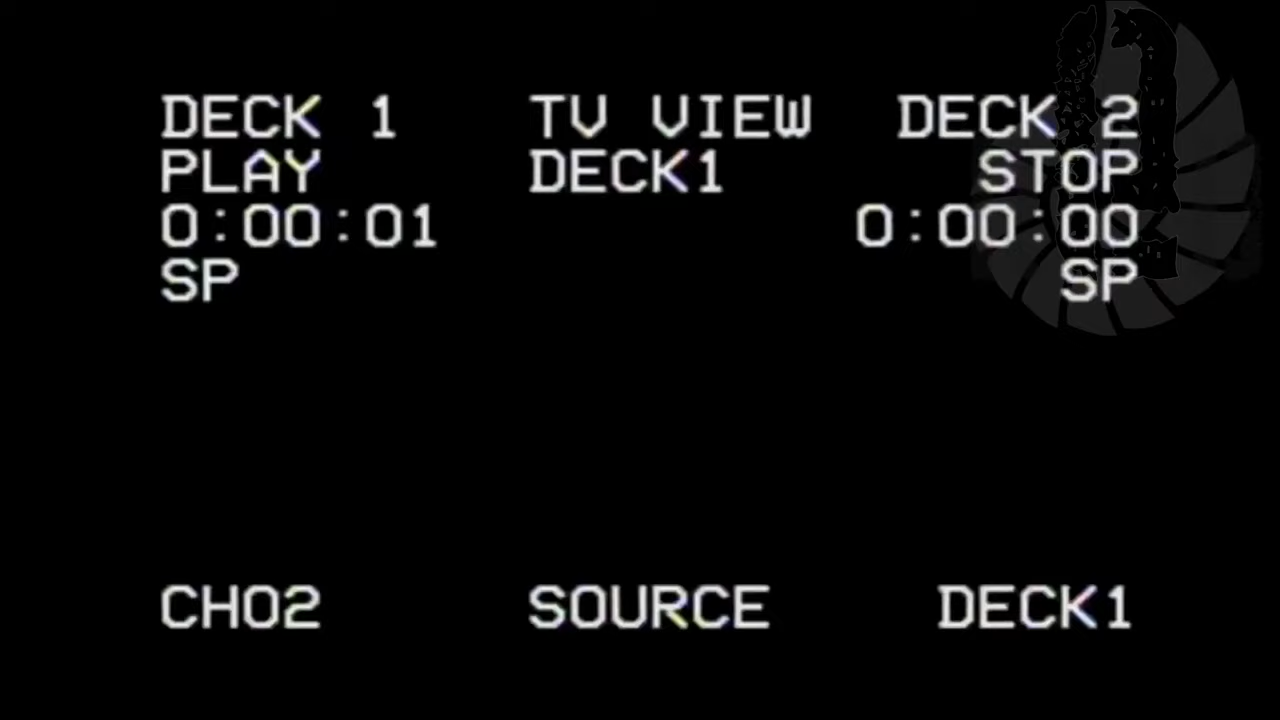 DECK 1 TV VIEW DECK 2
PLAY DECK1 STOP
0:00:01 0:00:00
SP SP
CH02 SOURCE DECK1